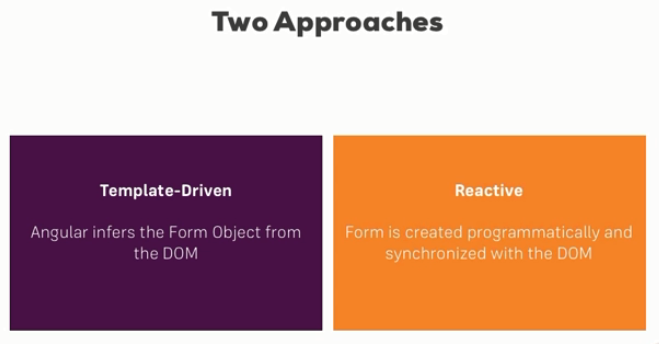 Two Approaches
Template-Driven
Angular infers the Form Object from
the DOM
Reactive
Form is created programmatically and
synchronized with the DOM